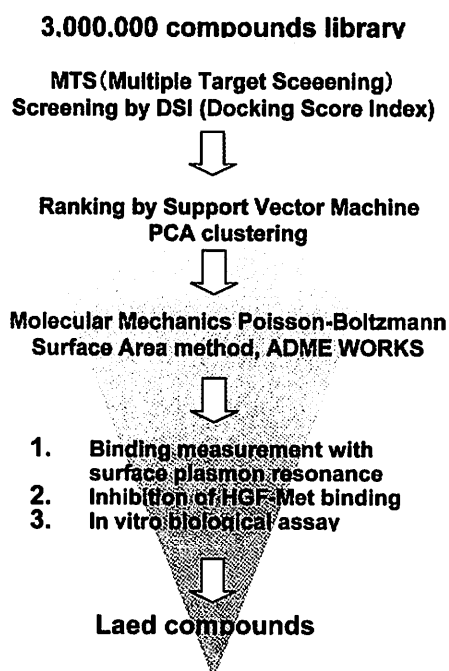 3,000,000 compounds library
MTS(Multiple Target Sceeening)
Screening by DSI (Docking Score Index)
Ranking by Support Vector Machine
PCA clustering
Molecular Mechanics Poisson-Boltzmann
Surface Area method, ADME WORKS
1. Binding measurement with
surface plasmon resonance
2. Inhibition of HGF-Met binding
3. In vitro biological assay
Laed compounds